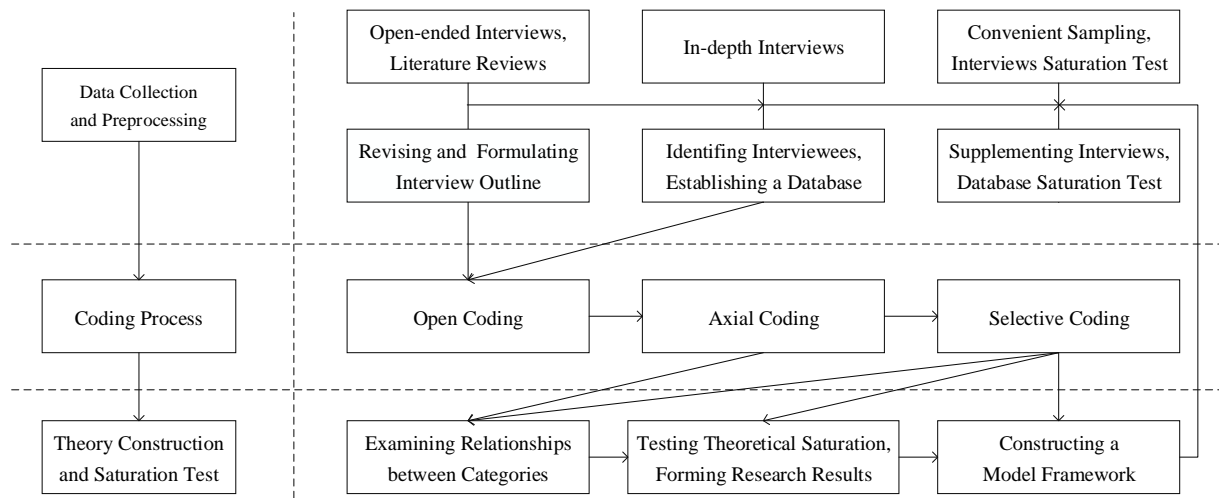 Open-ended Interviews,
Literature Reviews
In-depth Interviews
Convenient Sampling,
Interviews Saturation Test
Data Collection
and Preprocessing
Revising and Formulating
Interview Outline
Identifing Interviewees,
Establishing a Database
Supplementing Interviews,
Database Saturation Test
Coding Process
Open Coding
Axial Coding
Selective Coding
Theory Construction
and Saturation Test
Examining Relationships
between Categories
Testing Theoretical Saturation,
Forming Research Results
Constructing a
Model Framework